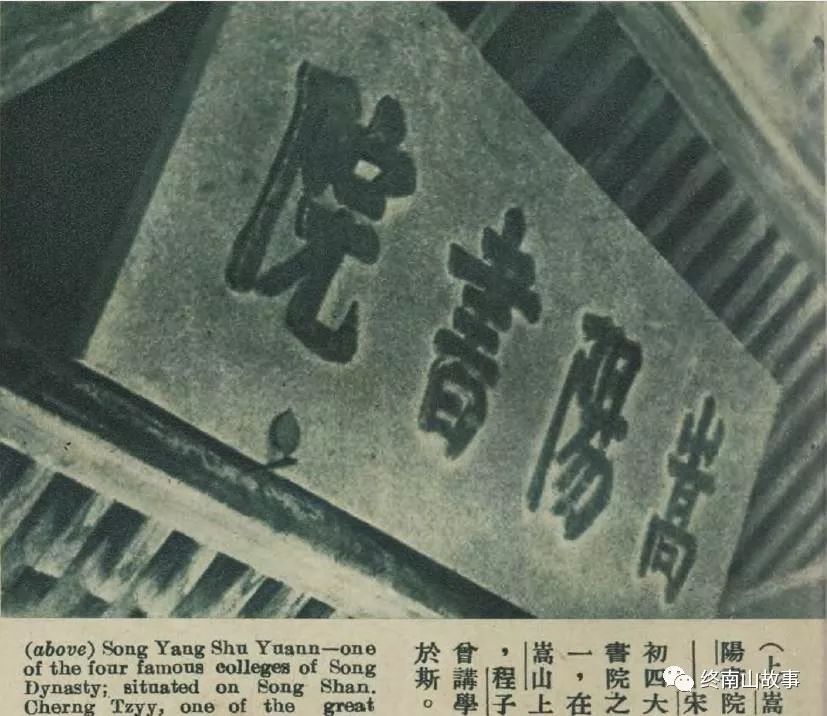 嵩陽書院
(above) Song Yang Shu Yuann—one
of the four famous colleges of Song
Dynasty; situated on Song Shan.
Cherng Tzyy, one of the great
（上嵩
陽書院
—宋
初四大
書院之
一，在
嵩山上
，程子
曾講學
於斯。
终南山故事